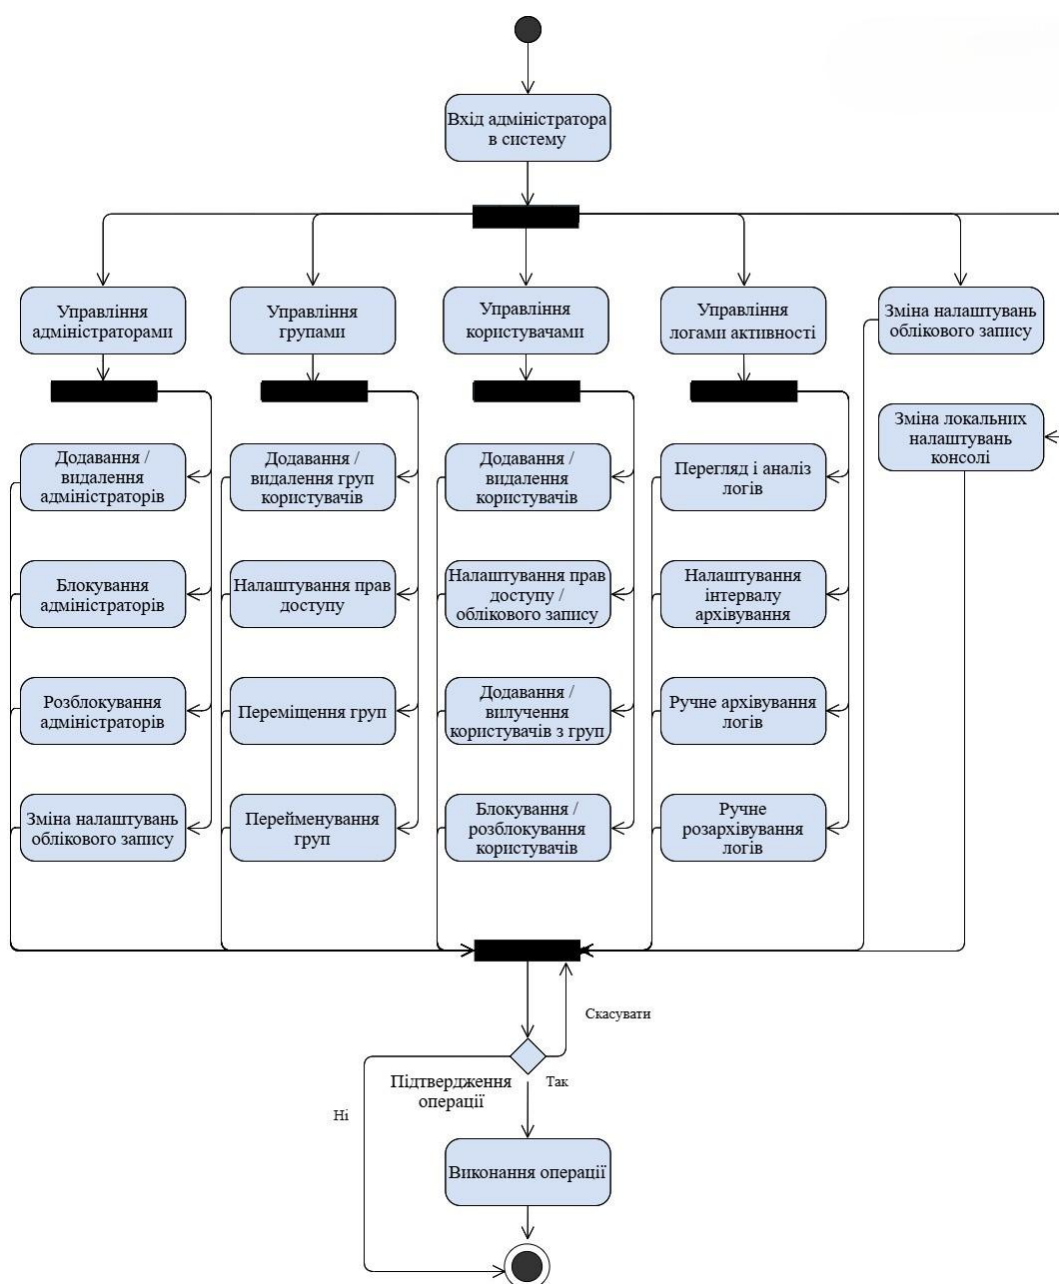 Вхід адміністратора
в систему
Управління
адміністраторами
Управління
групами
Управління
користувачами
Управління
логами активності
Зміна налаштувань
облікового запису
Зміна локальних
налаштувань
консолі
Додавання /
видалення
адміністраторів
Додавання /
видалення груп
користувачів
Додавання /
видалення
користувачів
Перегляд і аналіз
логів
Блокування
адміністраторів
Налаштування прав
доступу
Налаштування прав
доступу /
облікового запису
Налаштування
інтервалу
архівування
Розблокування
адміністраторів
Переміщення груп
Додавання /
вилучення
користувачів з груп
Ручне архівування
логів
Зміна налаштувань
облікового запису
Перейменування
груп
Блокування /
розблокування
користувачів
Ручне
розархівування
логів
Скасувати
Підтвердження
операції
Так
Ні
Виконання операції